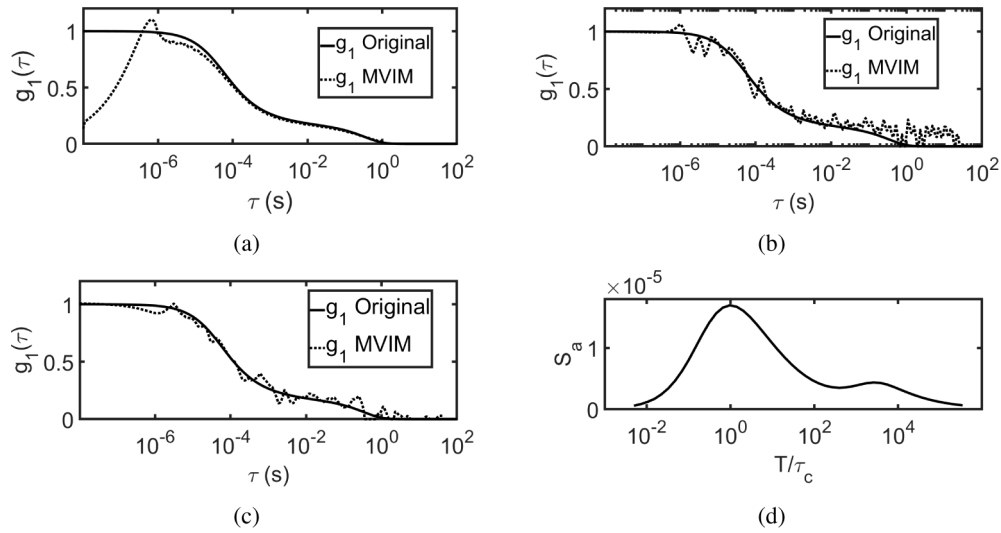 g₁ Original
g₁ MVIM
g₁(τ)
1
0.5
0
10⁻⁶ 10⁻⁴ 10⁻² 10⁰ 10²
τ (s)
(a)
g₁ Original
g₁ MVIM
g₁(τ)
1
0.5
0
10⁻⁶ 10⁻⁴ 10⁻² 10⁰ 10²
τ (s)
(b)
g₁ Original
g₁ MVIM
g₁(τ)
1
0.5
0
10⁻⁶ 10⁻⁴ 10⁻² 10⁰ 10²
τ (s)
(c)
×10⁻⁵
Sₐ
1
0
10⁻² 10⁰ 10² 10⁴
T/τ_c
(d)